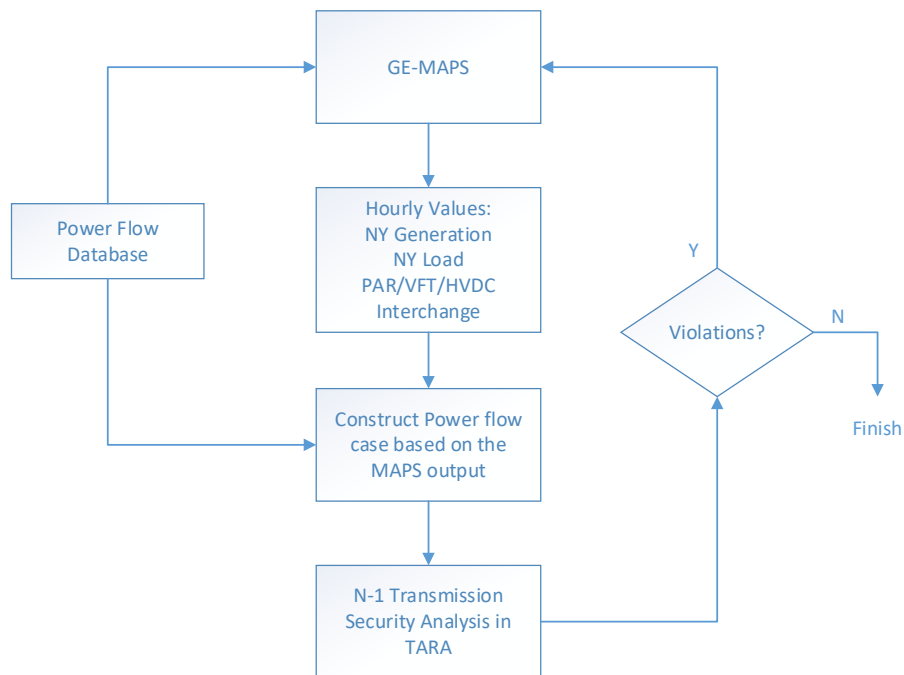 GE-MAPS
Power Flow
Database
Hourly Values:
NY Generation
NY Load
PAR/VFT/HVDC
Interchange
Y
Violations?
N
Finish
Construct Power flow
case based on the
MAPS output
N-1 Transmission
Security Analysis in
TARA